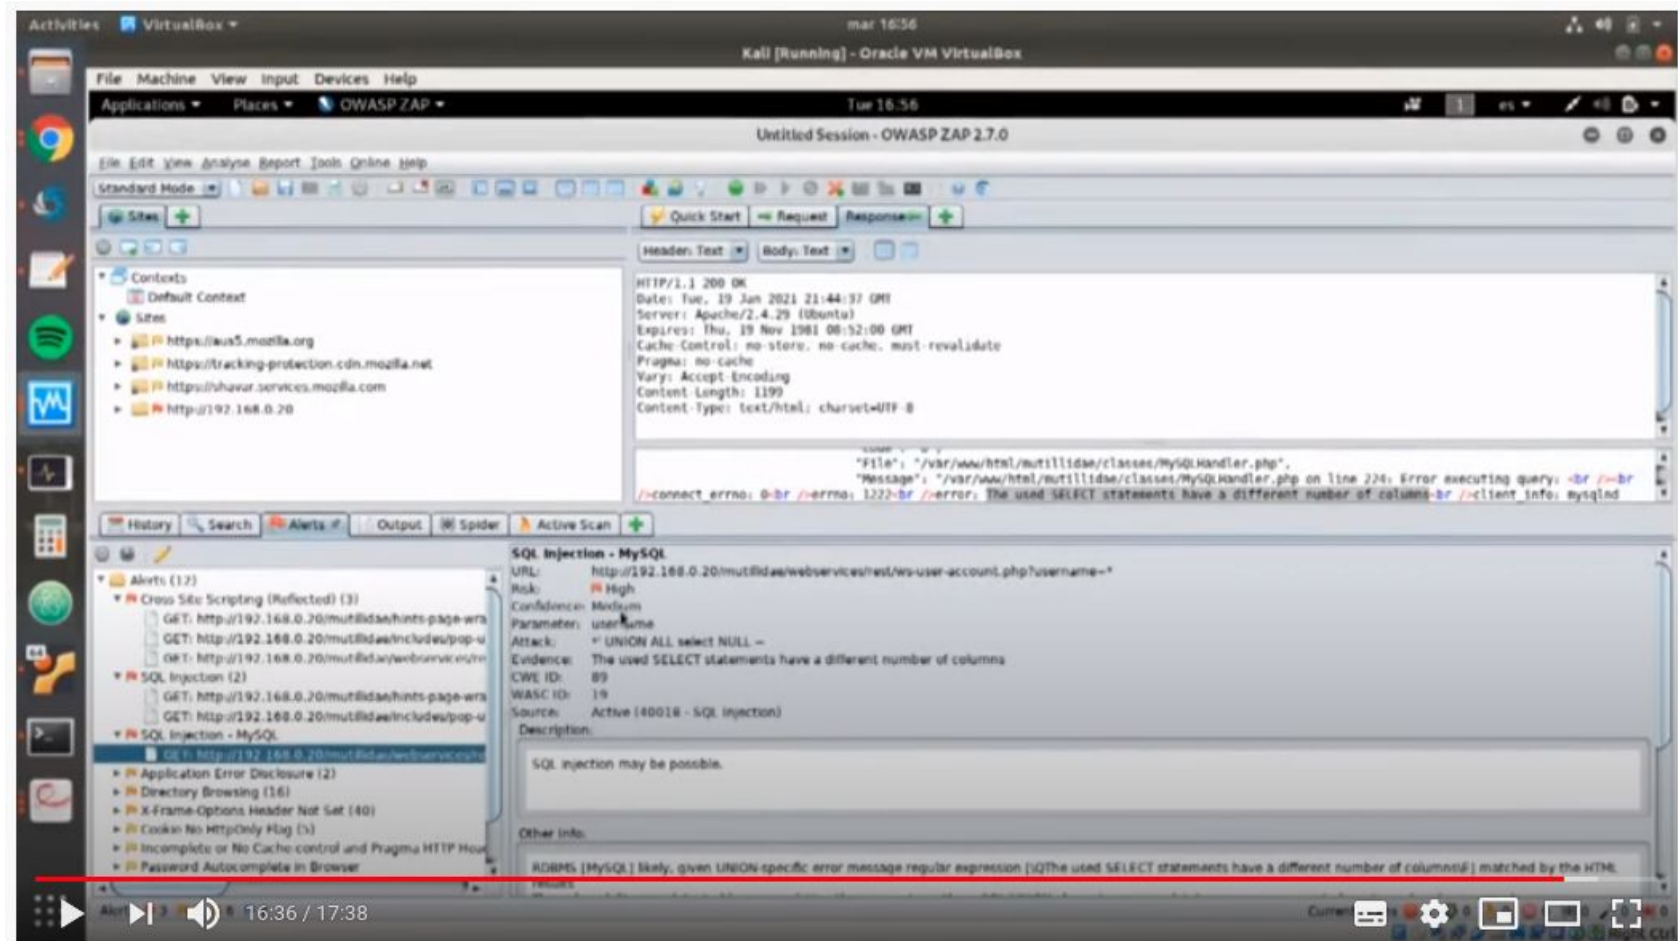 Activities VirtualBox
mar 16:56
Kali [Running] - Oracle VM VirtualBox
File Machine View Input Devices Help
Applications Places OWASP ZAP
Tue 16:56
1 es
Untitled Session - OWASP ZAP 2.7.0
File Edit View Analyse Report Tools Online Help
Standard Mode
Sites
Quick Start Request Response
Header: Text Body: Text
Contexts
Default Context
Sites
https://aus5.mozilla.org
https://tracking-protection.cdn.mozilla.net
https://shavar.services.mozilla.com
http://192.168.0.20
HTTP/1.1 200 OK
Date: Tue, 19 Jan 2021 21:44:37 GMT
Server: Apache/2.4.29 (Ubuntu)
Expires: Thu, 19 Nov 1981 08:52:00 GMT
Cache-Control: no-store, no-cache, must-revalidate
Pragma: no-cache
Vary: Accept-Encoding
Content-Length: 1199
Content-Type: text/html; charset=UTF-8
"File": "/var/www/html/mutillidae/classes/MySQLHandler.php",
"Message": "/var/www/html/mutillidae/classes/MySQLHandler.php on line 224: Error executing query: <br /><br
/>connect_errno: 0<br />errno: 1222<br />error: The used SELECT statements have a different number of columns<br />client_info: mysqlnd
History Search Alerts Output Spider Active Scan
Alerts (12)
Cross Site Scripting (Reflected) (3)
GET: http://192.168.0.20/mutillidae/hints-page-wra
GET: http://192.168.0.20/mutillidae/includes/pop-u
GET: http://192.168.0.20/mutillidae/webservices/re
SQL Injection (2)
GET: http://192.168.0.20/mutillidae/hints-page-wra
GET: http://192.168.0.20/mutillidae/includes/pop-u
SQL Injection - MySQL
GET: http://192.168.0.20/mutillidae/webservices/re
Application Error Disclosure (2)
Directory Browsing (16)
X-Frame-Options Header Not Set (40)
Cookie No HttpOnly Flag (5)
Incomplete or No Cache-control and Pragma HTTP Hea
Password Autocomplete in Browser
SQL Injection - MySQL
URL: http://192.168.0.20/mutillidae/webservices/rest/ws-user-account.php?username=*
Risk: High
Confidence: Medium
Parameter: username
Attack: *' UNION ALL select NULL --
Evidence: The used SELECT statements have a different number of columns
CWE ID: 89
WASC ID: 19
Source: Active (40018 - SQL Injection)
Description:
SQL injection may be possible.
Other Info:
RDBMS [MySQL] likely, given UNION-specific error message regular expression [\QThe used SELECT statements have a different number of columns\E] matched by the HTML
results
16:36 / 17:38